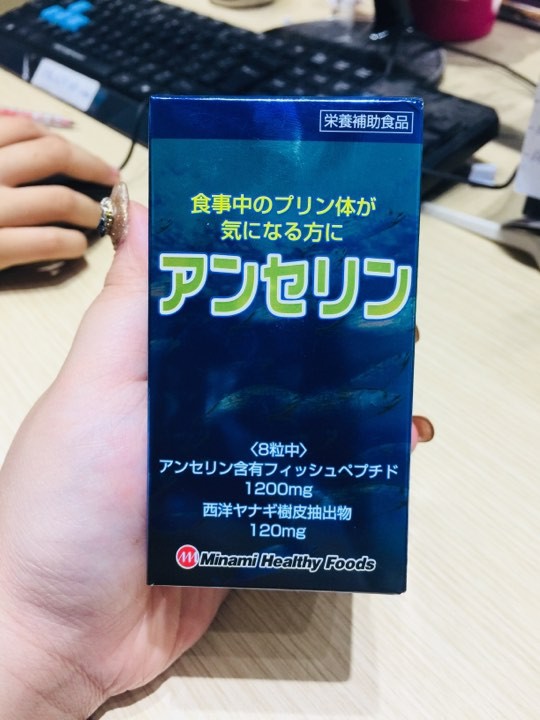 栄養補助食品
食事中のプリン体が
気になる方に
アンセリン
〈8粒中〉
アンセリン含有フィッシュペプチド
1200mg
西洋ヤナギ樹皮抽出物
120mg
Minami Healthy Foods